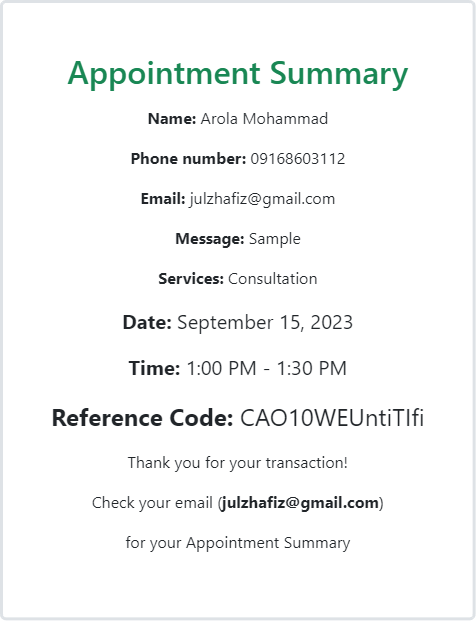 Appointment Summary
Name: Arola Mohammad
Phone number: 09168603112
Email: julzhafiz@gmail.com
Message: Sample
Services: Consultation
Date: September 15, 2023
Time: 1:00 PM - 1:30 PM
Reference Code: CAO10WEUntiTIfi
Thank you for your transaction!
Check your email (julzhafiz@gmail.com)
for your Appointment Summary